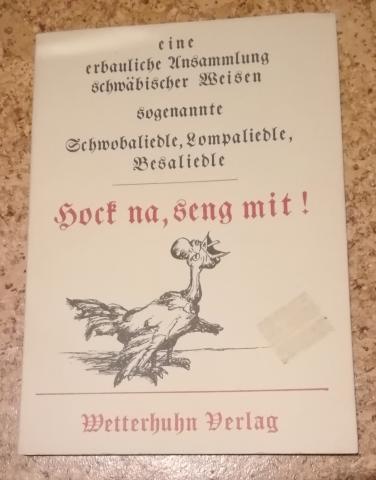 eine
erbauliche Ansammlung
schwäbischer Weisen
sogenannte
Schwobaliedle, Lompaliedle,
Besaliedle
Hock na, seng mit!
Wetterhuhn Verlag